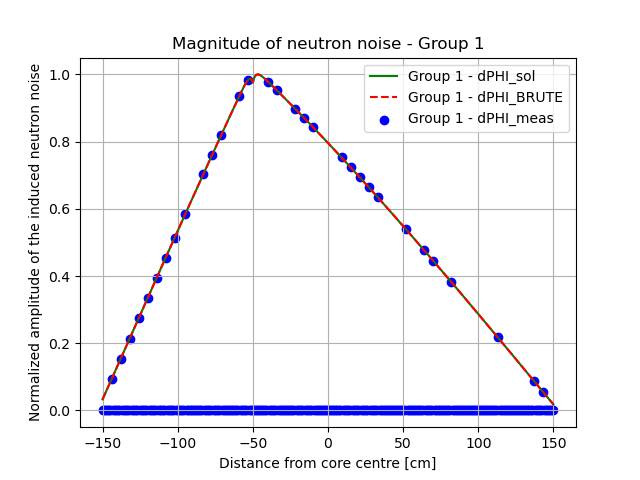 Magnitude of neutron noise - Group 1
Normalized amplitude of the induced neutron noise
1.0
0.8
0.6
0.4
0.2
0.0
Group 1 - dPHI_sol
Group 1 - dPHI_BRUTE
Group 1 - dPHI_meas
−150
−100
−50
0
50
100
150
Distance from core centre [cm]